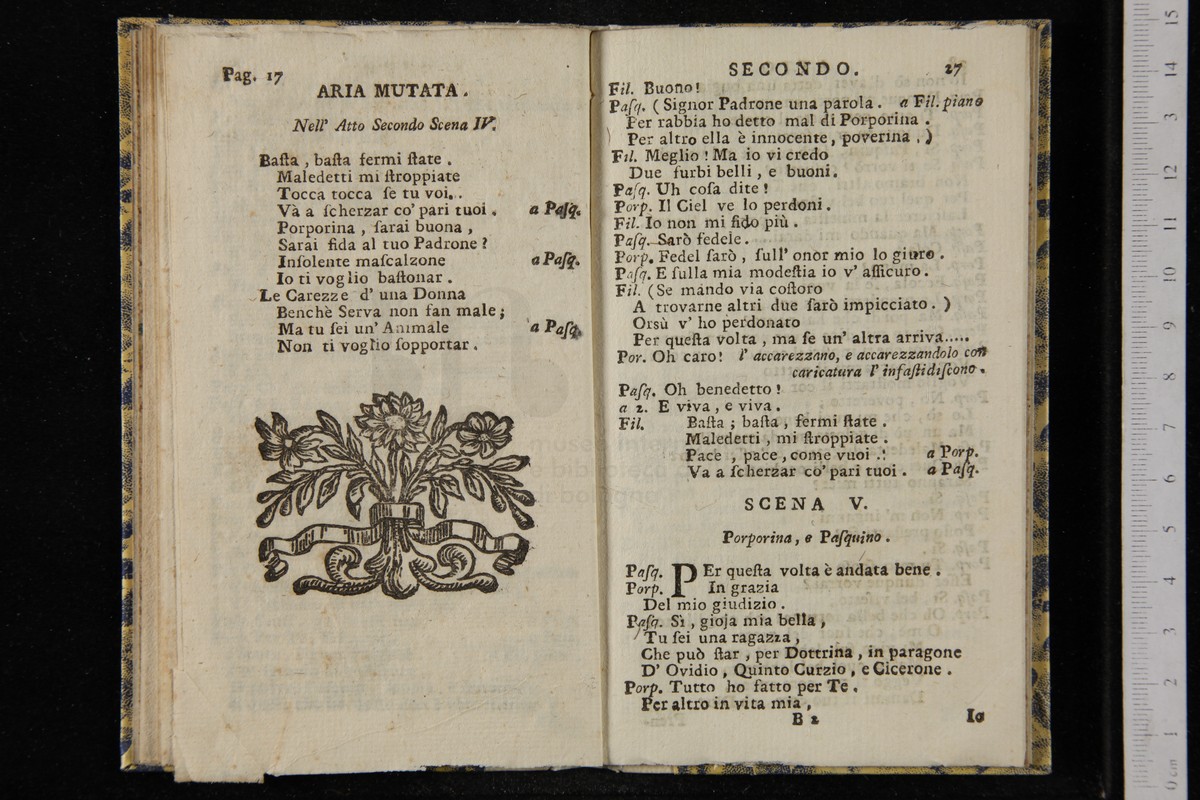 Pag. 17
ARIA MUTATA.
Nell' Atto Secondo Scena IV.
Baſta , baſta fermi ſtate .
Maledetti mi ſtroppiate
Tocca tocca ſe tu voi..
Và a ſcherzar co' pari tuoi . a Paſq.
Porporina , ſarai buona ,
Sarai fida al tuo Padrone ?
Inſolente maſcalzone a Paſq.
Io ti voglio baſtonar .
Le Carezze d' una Donna
Benchè Serva non fan male ;
Ma tu ſei un' Animale a Paſq.
Non ti voglio ſopportar .
SECONDO. 27
Fil. Buono!
Paſq. ( Signor Padrone una parola . a Fil. piano
Per rabbia ho detto mal di Porporina .
Per altro ella è innocente , poverina . )
Fil. Meglio ! Ma io vi credo
Due furbi belli , e buoni .
Paſq. Uh coſa dite !
Porp. Il Ciel ve lo perdoni .
Fil. Io non mi fido più .
Paſq. Sarò fedele .
Porp. Fedel ſarò , ſull' onor mio lo giuro .
Paſq. E ſulla mia modeſtia io v' aſſicuro .
Fil. (Se mando via coſtoro
A trovarne altri due ſarò impicciato . )
Orsù v' ho perdonato
Per queſta volta , ma ſe un' altra arriva.....
Por. Oh caro! l' accarezzano, e accarezzandolo con
caricatura l' infaſtidiſcono .
Paſq. Oh benedetto !
a 2. E viva , e viva .
Fil. Baſta ; baſta , fermi ſtate .
Maledetti , mi ſtroppiate .
Pace , pace , come vuoi .! a Porp.
Va a ſcherzar co' pari tuoi . a Paſq.
SCENA V.
Porporina, e Paſquino .
Paſq. PEr queſta volta è andata bene .
Porp. In grazia
Del mio giudizio .
Paſq. Sì , gioja mia bella ,
Tu ſei una ragazza ,
Che può ſtar , per Dottrina , in paragone
D' Ovidio , Quinto Curzio , e Cicerone .
Porp. Tutto ho fatto per Te .
Per altro in vita mia ,
B 2 Io